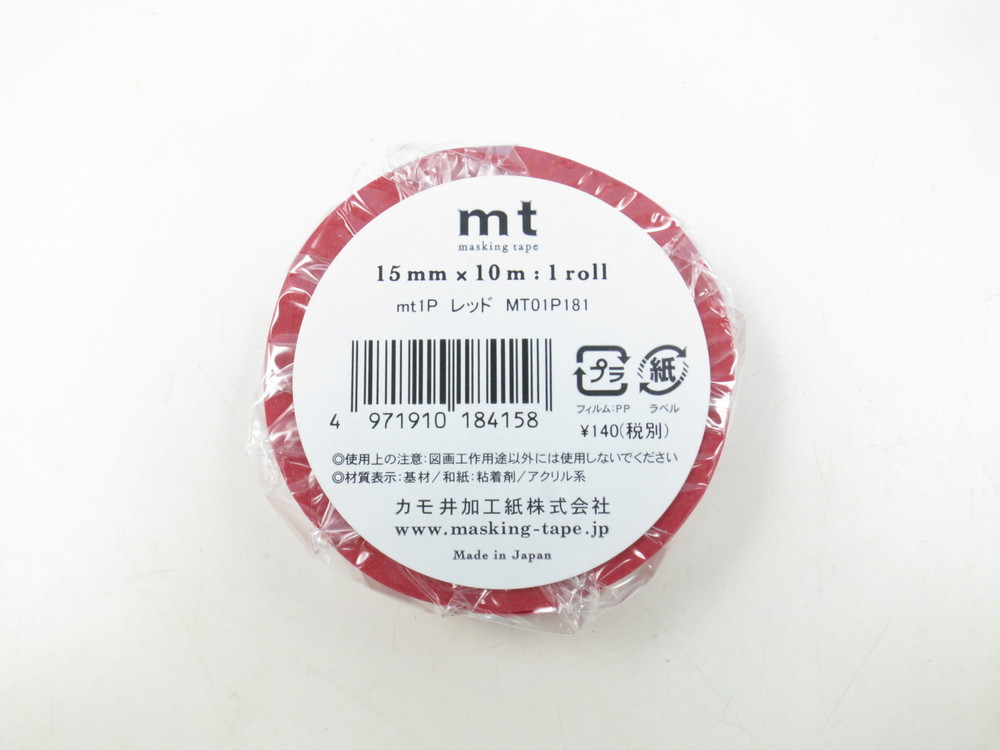 mt
masking tape
15mm x 10m : 1 roll
mt1P レッド MT01P181
4 971910 184158
プラ 紙
フィルム:PP ラベル
¥140(税別)
◎使用上の注意:図画工作用途以外には使用しないでください
◎材質表示:基材/和紙:粘着剤/アクリル系
カモ井加工紙株式会社
www.masking-tape.jp
Made in Japan